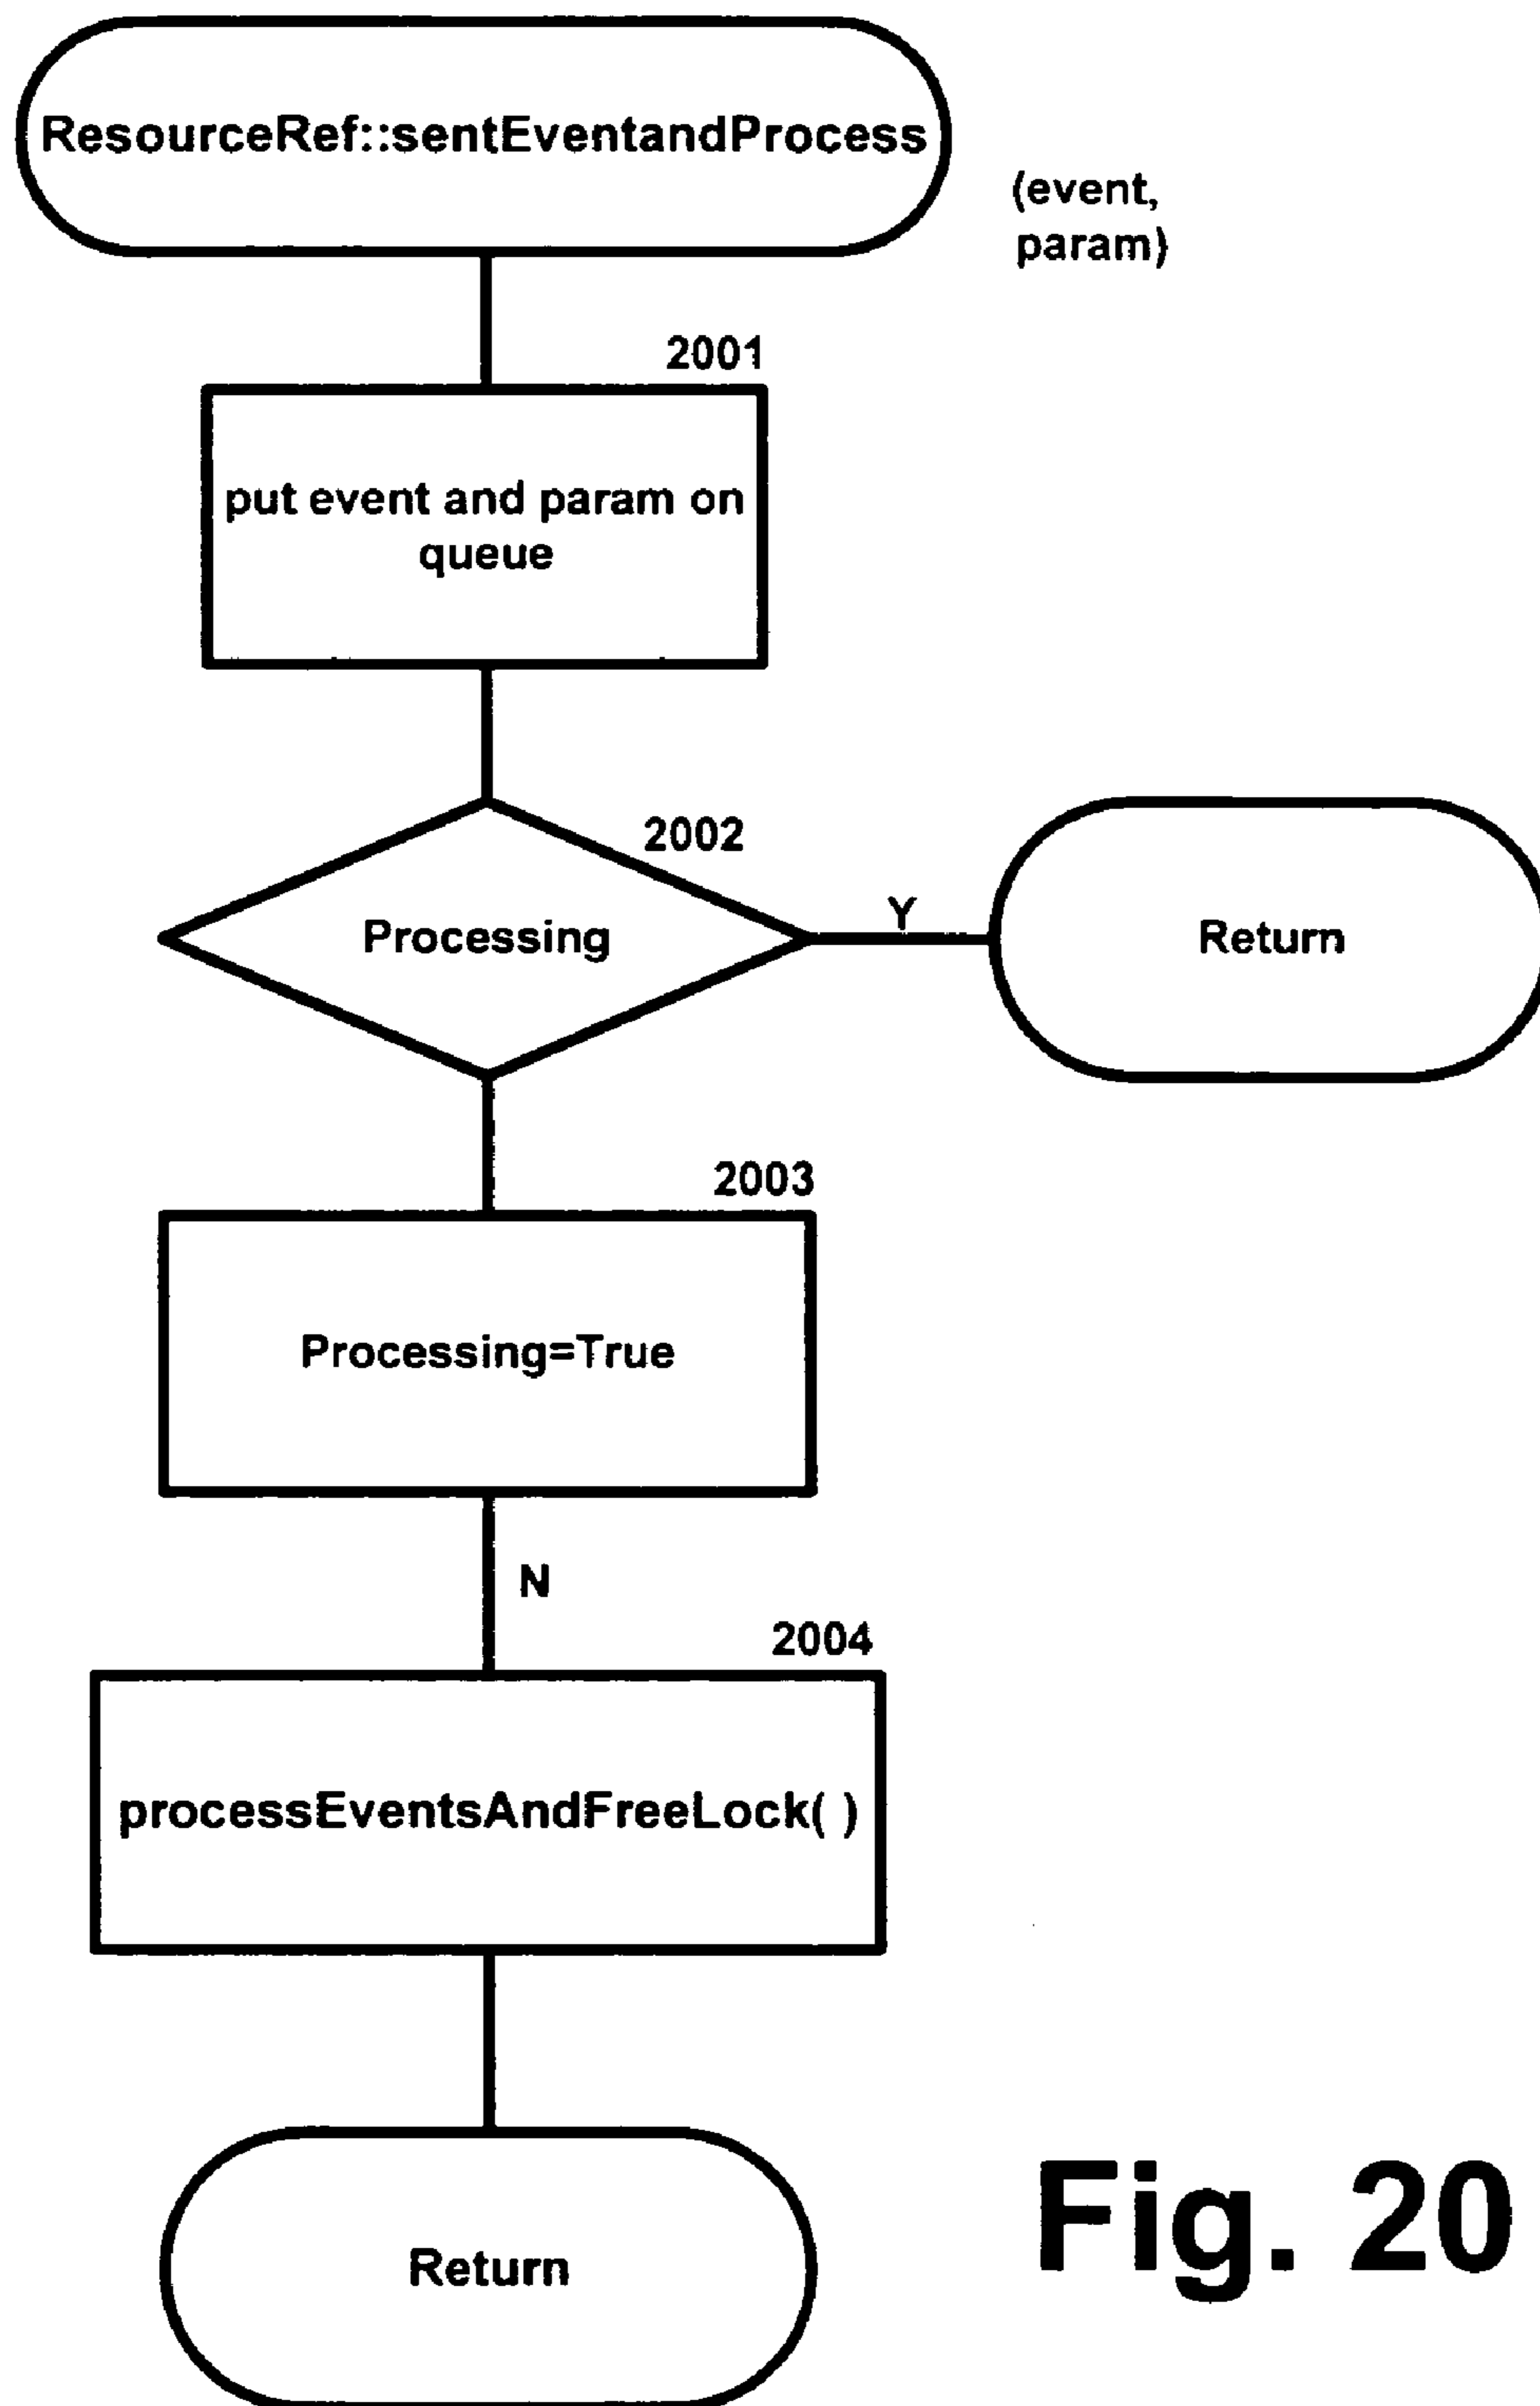 ResourceRef::sentEventandProcess
(event,
param)
2001
put event and param on
queue
2002
Processing
Y
Return
2003
Processing=True
N
2004
processEventsAndFreeLock( )
Return
Fig. 20